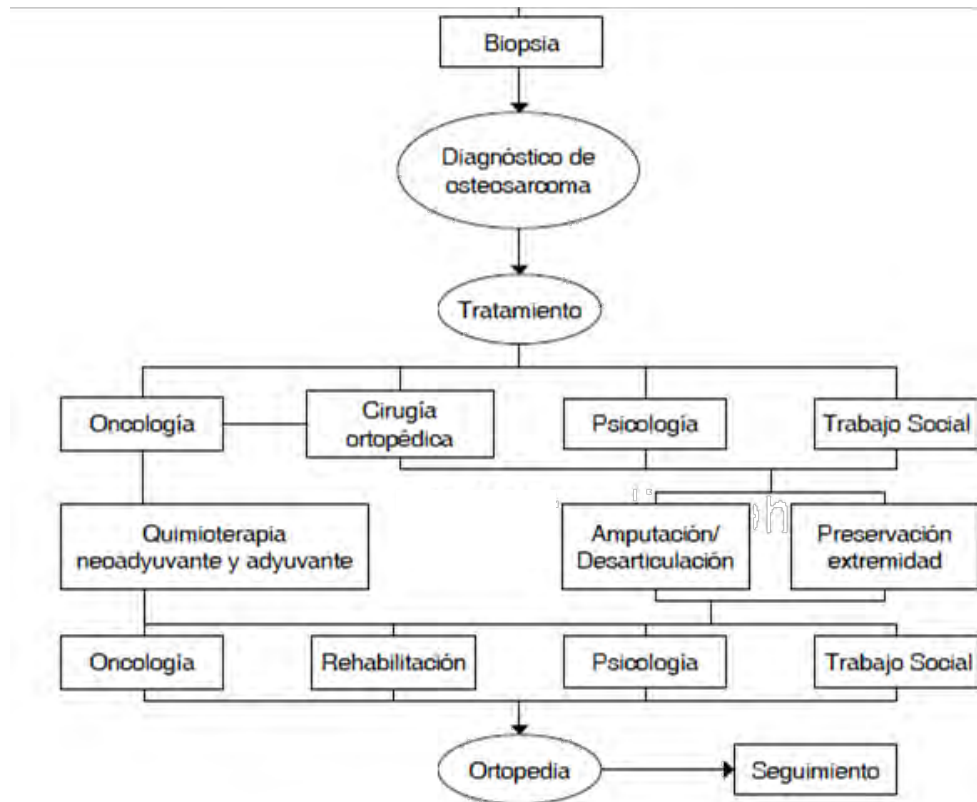 Biopsia
Diagnóstico de
osteosarcoma
Tratamiento
Oncología
Cirugía
ortopédica
Psicología
Trabajo Social
Quimioterapia
neoadyuvante y adyuvante
Amputación/
Desarticulación
Preservación
extremidad
Oncología
Rehabilitación
Psicología
Trabajo Social
Ortopedia
Seguimiento